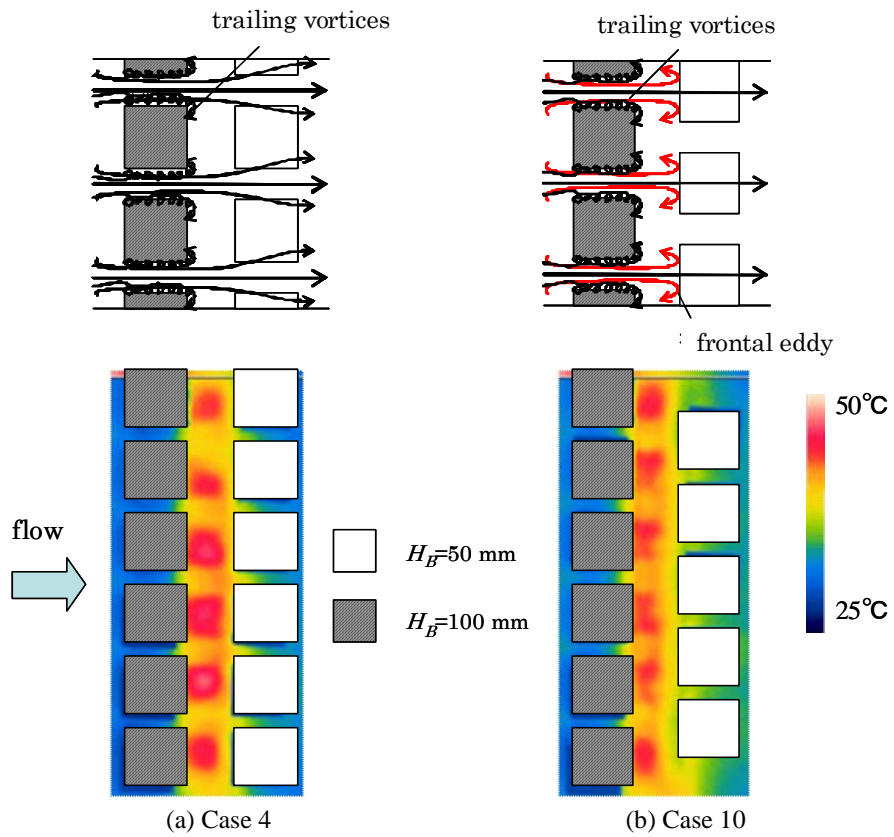 trailing vortices
trailing vortices
frontal eddy
flow
H_B=50 mm
H_B=100 mm
50℃
25℃
(a) Case 4
(b) Case 10